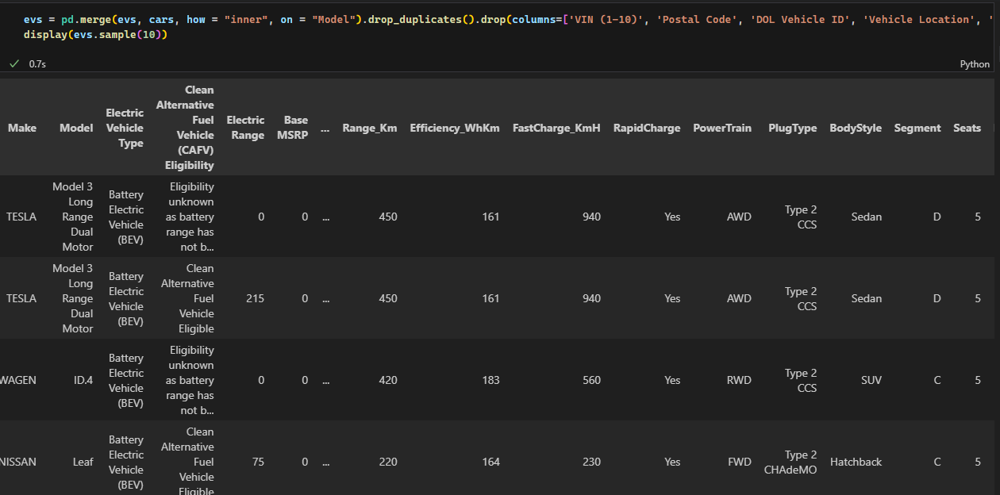 evs = pd.merge(evs, cars, how = "inner", on = "Model").drop_duplicates().drop(columns=['VIN (1-10)', 'Postal Code', 'DOL Vehicle ID', 'Vehicle Location', '
display(evs.sample(10))
0.7s
Python
Make Model Electric Vehicle Type Clean Alternative Fuel Vehicle (CAFV) Eligibility Electric Range Base MSRP ... Range_Km Efficiency_WhKm FastCharge_KmH RapidCharge PowerTrain PlugType BodyStyle Segment Seats
TESLA Model 3 Long Range Dual Motor Battery Electric Vehicle (BEV) Eligibility unknown as battery range has not b... 0 0 ... 450 161 940 Yes AWD Type 2 CCS Sedan D 5
TESLA Model 3 Long Range Dual Motor Battery Electric Vehicle (BEV) Clean Alternative Fuel Vehicle Eligible 215 0 ... 450 161 940 Yes AWD Type 2 CCS Sedan D 5
WAGEN ID.4 Battery Electric Vehicle (BEV) Eligibility unknown as battery range has not b... 0 0 ... 420 183 560 Yes RWD Type 2 CCS SUV C 5
NISSAN Leaf Battery Electric Vehicle (BEV) Clean Alternative Fuel Vehicle Eligible 75 0 ... 220 164 230 Yes FWD Type 2 CHAdeMO Hatchback C 5